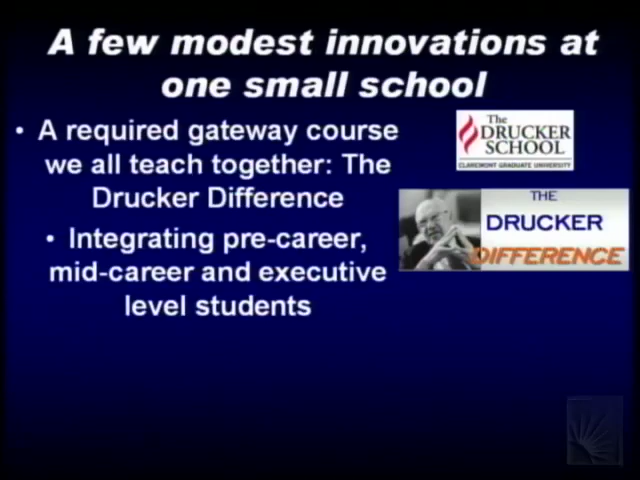 A few modest innovations at
one small school
• A required gateway course
we all teach together: The
Drucker Difference
• Integrating pre-career,
mid-career and executive
level students
The
DRUCKER
SCHOOL
CLAREMONT GRADUATE UNIVERSITY
THE
DRUCKER
DIFFERENCE